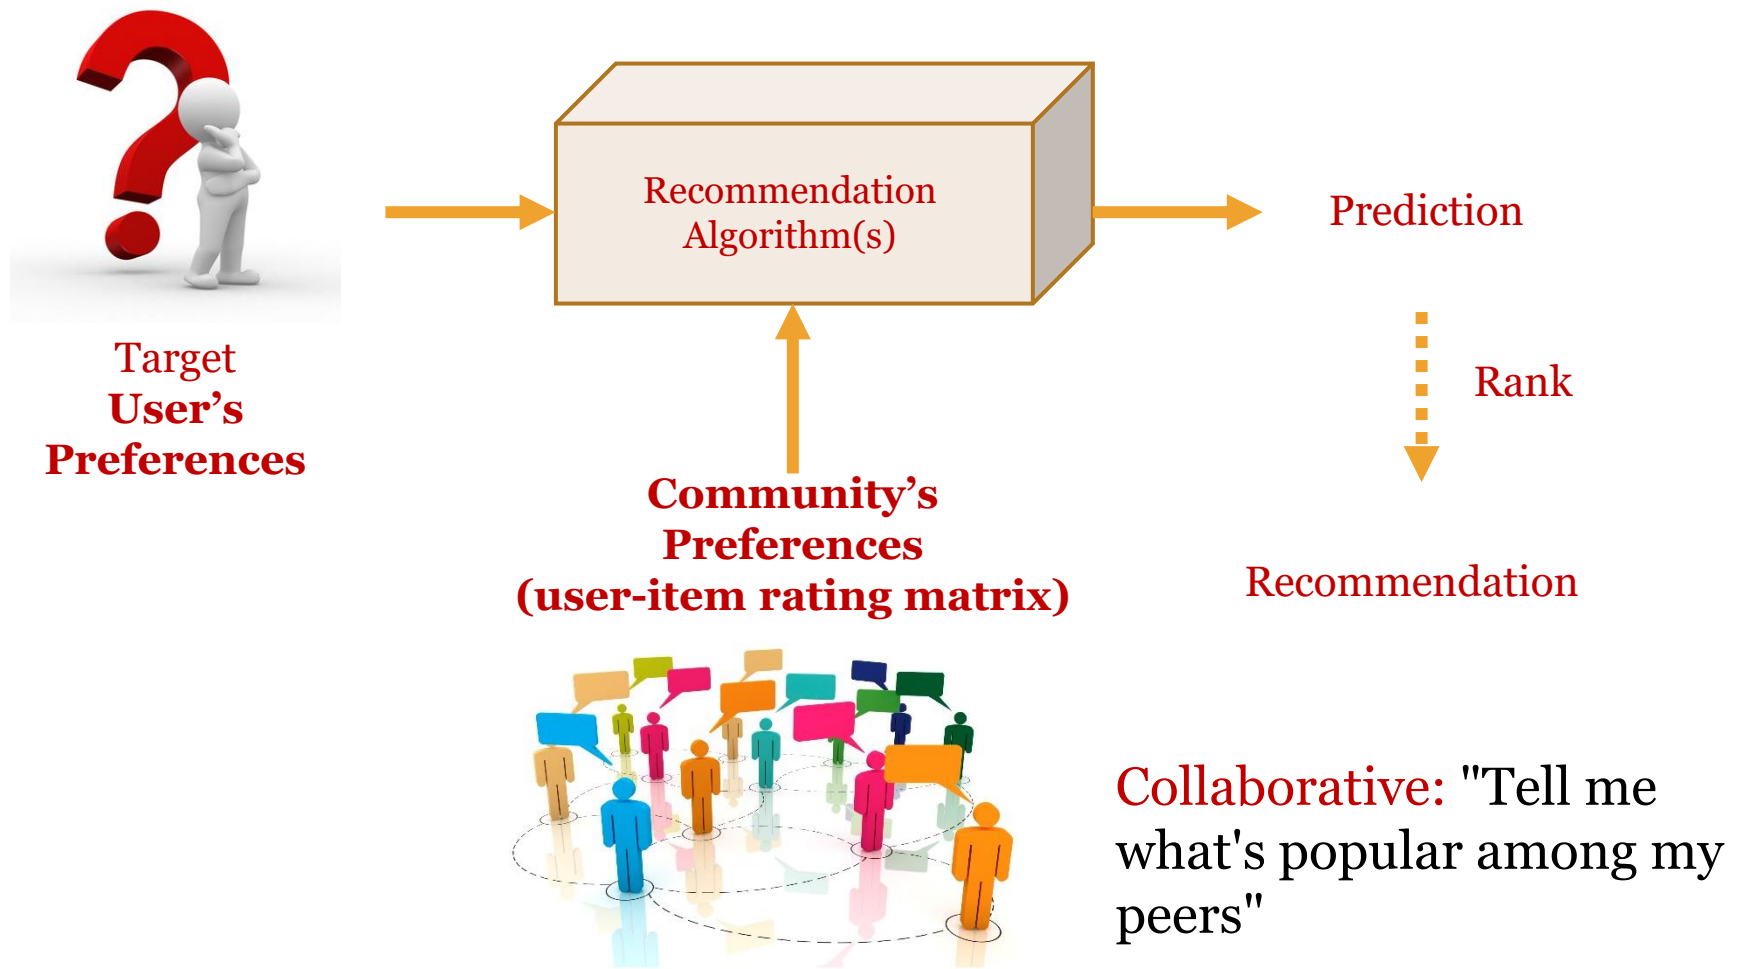 Recommendation
Algorithm(s)
Prediction
Target
User’s
Preferences
Rank
Community’s
Preferences
(user-item rating matrix)
Recommendation
Collaborative: "Tell me
what's popular among my
peers"